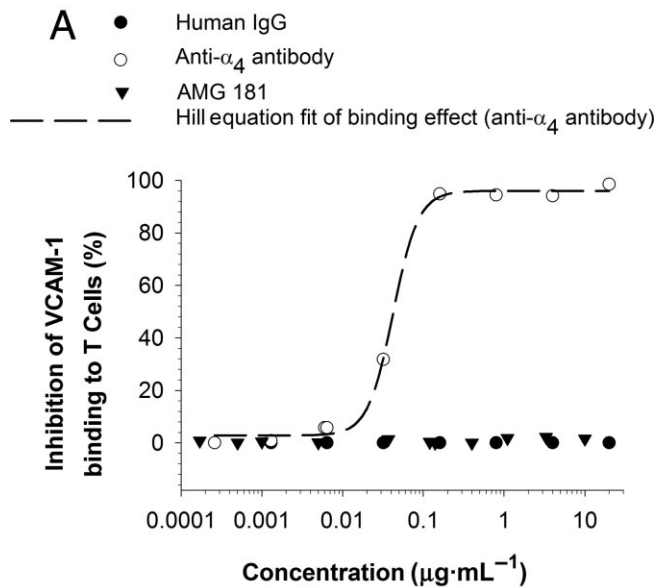 A
Human IgG
Anti-α4 antibody
AMG 181
Hill equation fit of binding effect (anti-α4 antibody)
Inhibition of VCAM-1
binding to T Cells (%)
100
80
60
40
20
0
0.0001 0.001 0.01 0.1 1 10
Concentration (µg·mL−1)